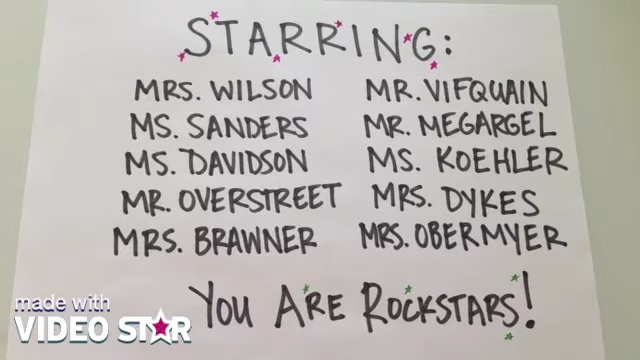 STARRING:
MRS. WILSON MR. VIFQUAIN
MS. SANDERS MR. MEGARGEL
MS. DAVIDSON MS. KOEHLER
MR. OVERSTREET MRS. DYKES
MRS. BRAWNER MRS. OBERMYER
YOU ARE ROCKSTARS!
made with
VIDEO STAR